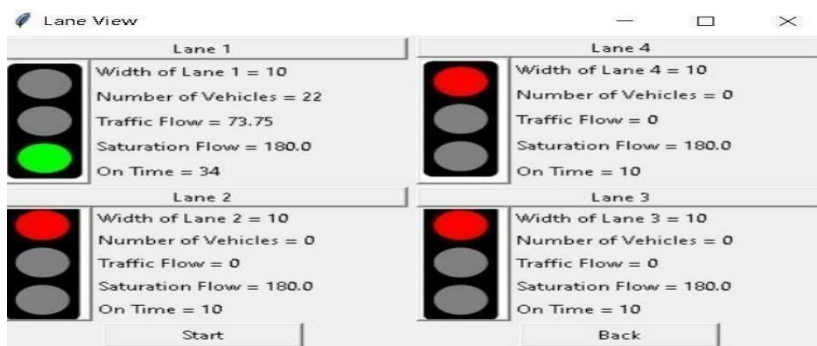 Lane View
Lane 1
Width of Lane 1 = 10
Number of Vehicles = 22
Traffic Flow = 73.75
Saturation Flow = 180.0
On Time = 34
Lane 4
Width of Lane 4 = 10
Number of Vehicles = 0
Traffic Flow = 0
Saturation Flow = 180.0
On Time = 10
Lane 2
Width of Lane 2 = 10
Number of Vehicles = 0
Traffic Flow = 0
Saturation Flow = 180.0
On Time = 10
Lane 3
Width of Lane 3 = 10
Number of Vehicles = 0
Traffic Flow = 0
Saturation Flow = 180.0
On Time = 10
Start
Back